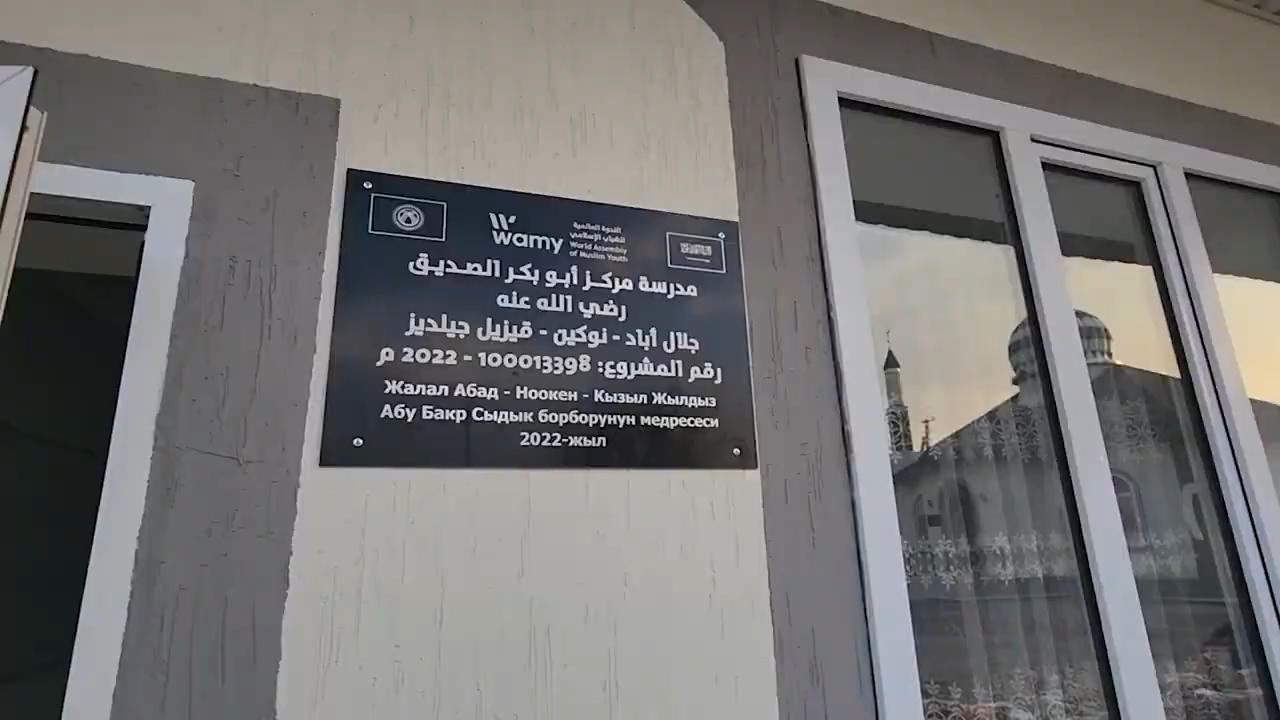 wamy
الندوة العالمية
للشباب الإسلامي
World Assembly
of Muslim Youth
مدرسة مركز أبو بكر الصديق
رضي الله عنه
جلال أباد - نوكين - قيزيل جيلديز
رقم المشروع: 100013398 - 2022 م
Жалал Абад - Ноокен - Кызыл Жылдыз
Абу Бакр Сыдык борборунун медресеси
2022-жыл